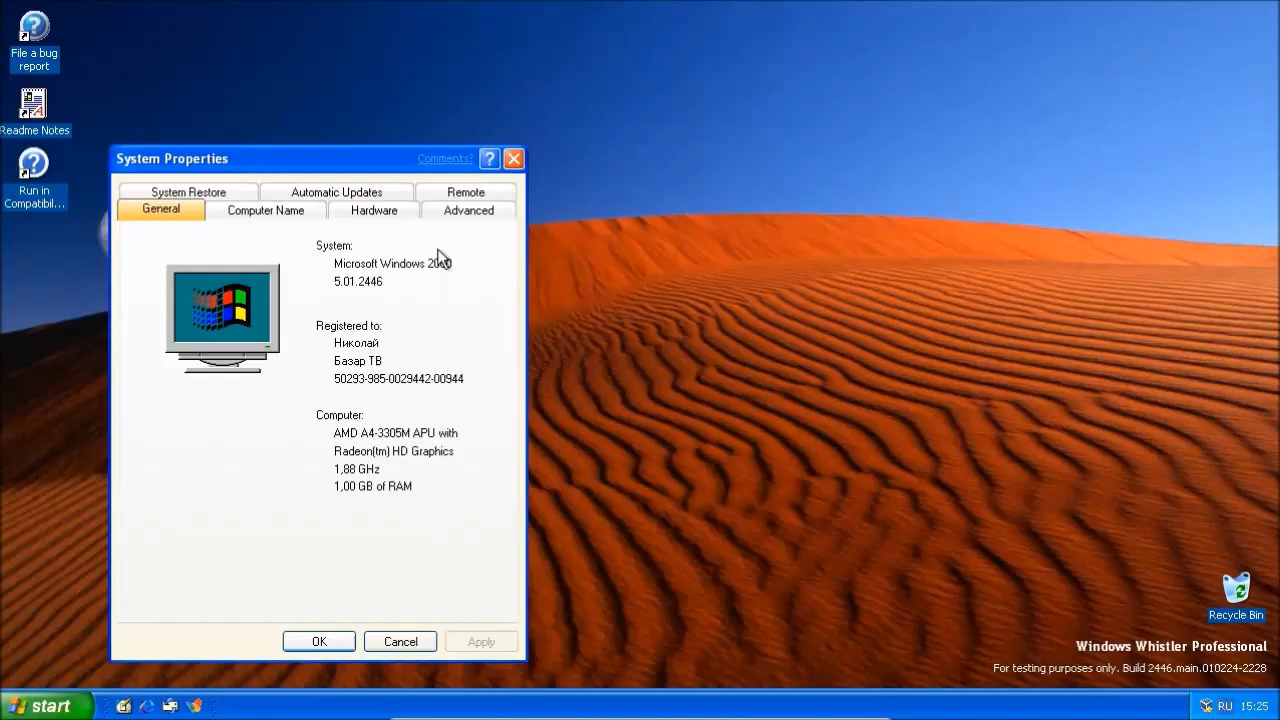 File a bug
report
Readme Notes
Run in
Compatibil...
System Properties
Comments?
System Restore
Automatic Updates
Remote
General
Computer Name
Hardware
Advanced
System:
Microsoft Windows
5.01.2446
Registered to:
Николай
Базар ТВ
50293-985-0029442-00944
Computer:
AMD A4-3305M APU with
Radeon(tm) HD Graphics
1,88 GHz
1,00 GB of RAM
OK
Cancel
Apply
Recycle Bin
Windows Whistler Professional
For testing purposes only. Build 2446.main.010224-2228
start
RU
15:25